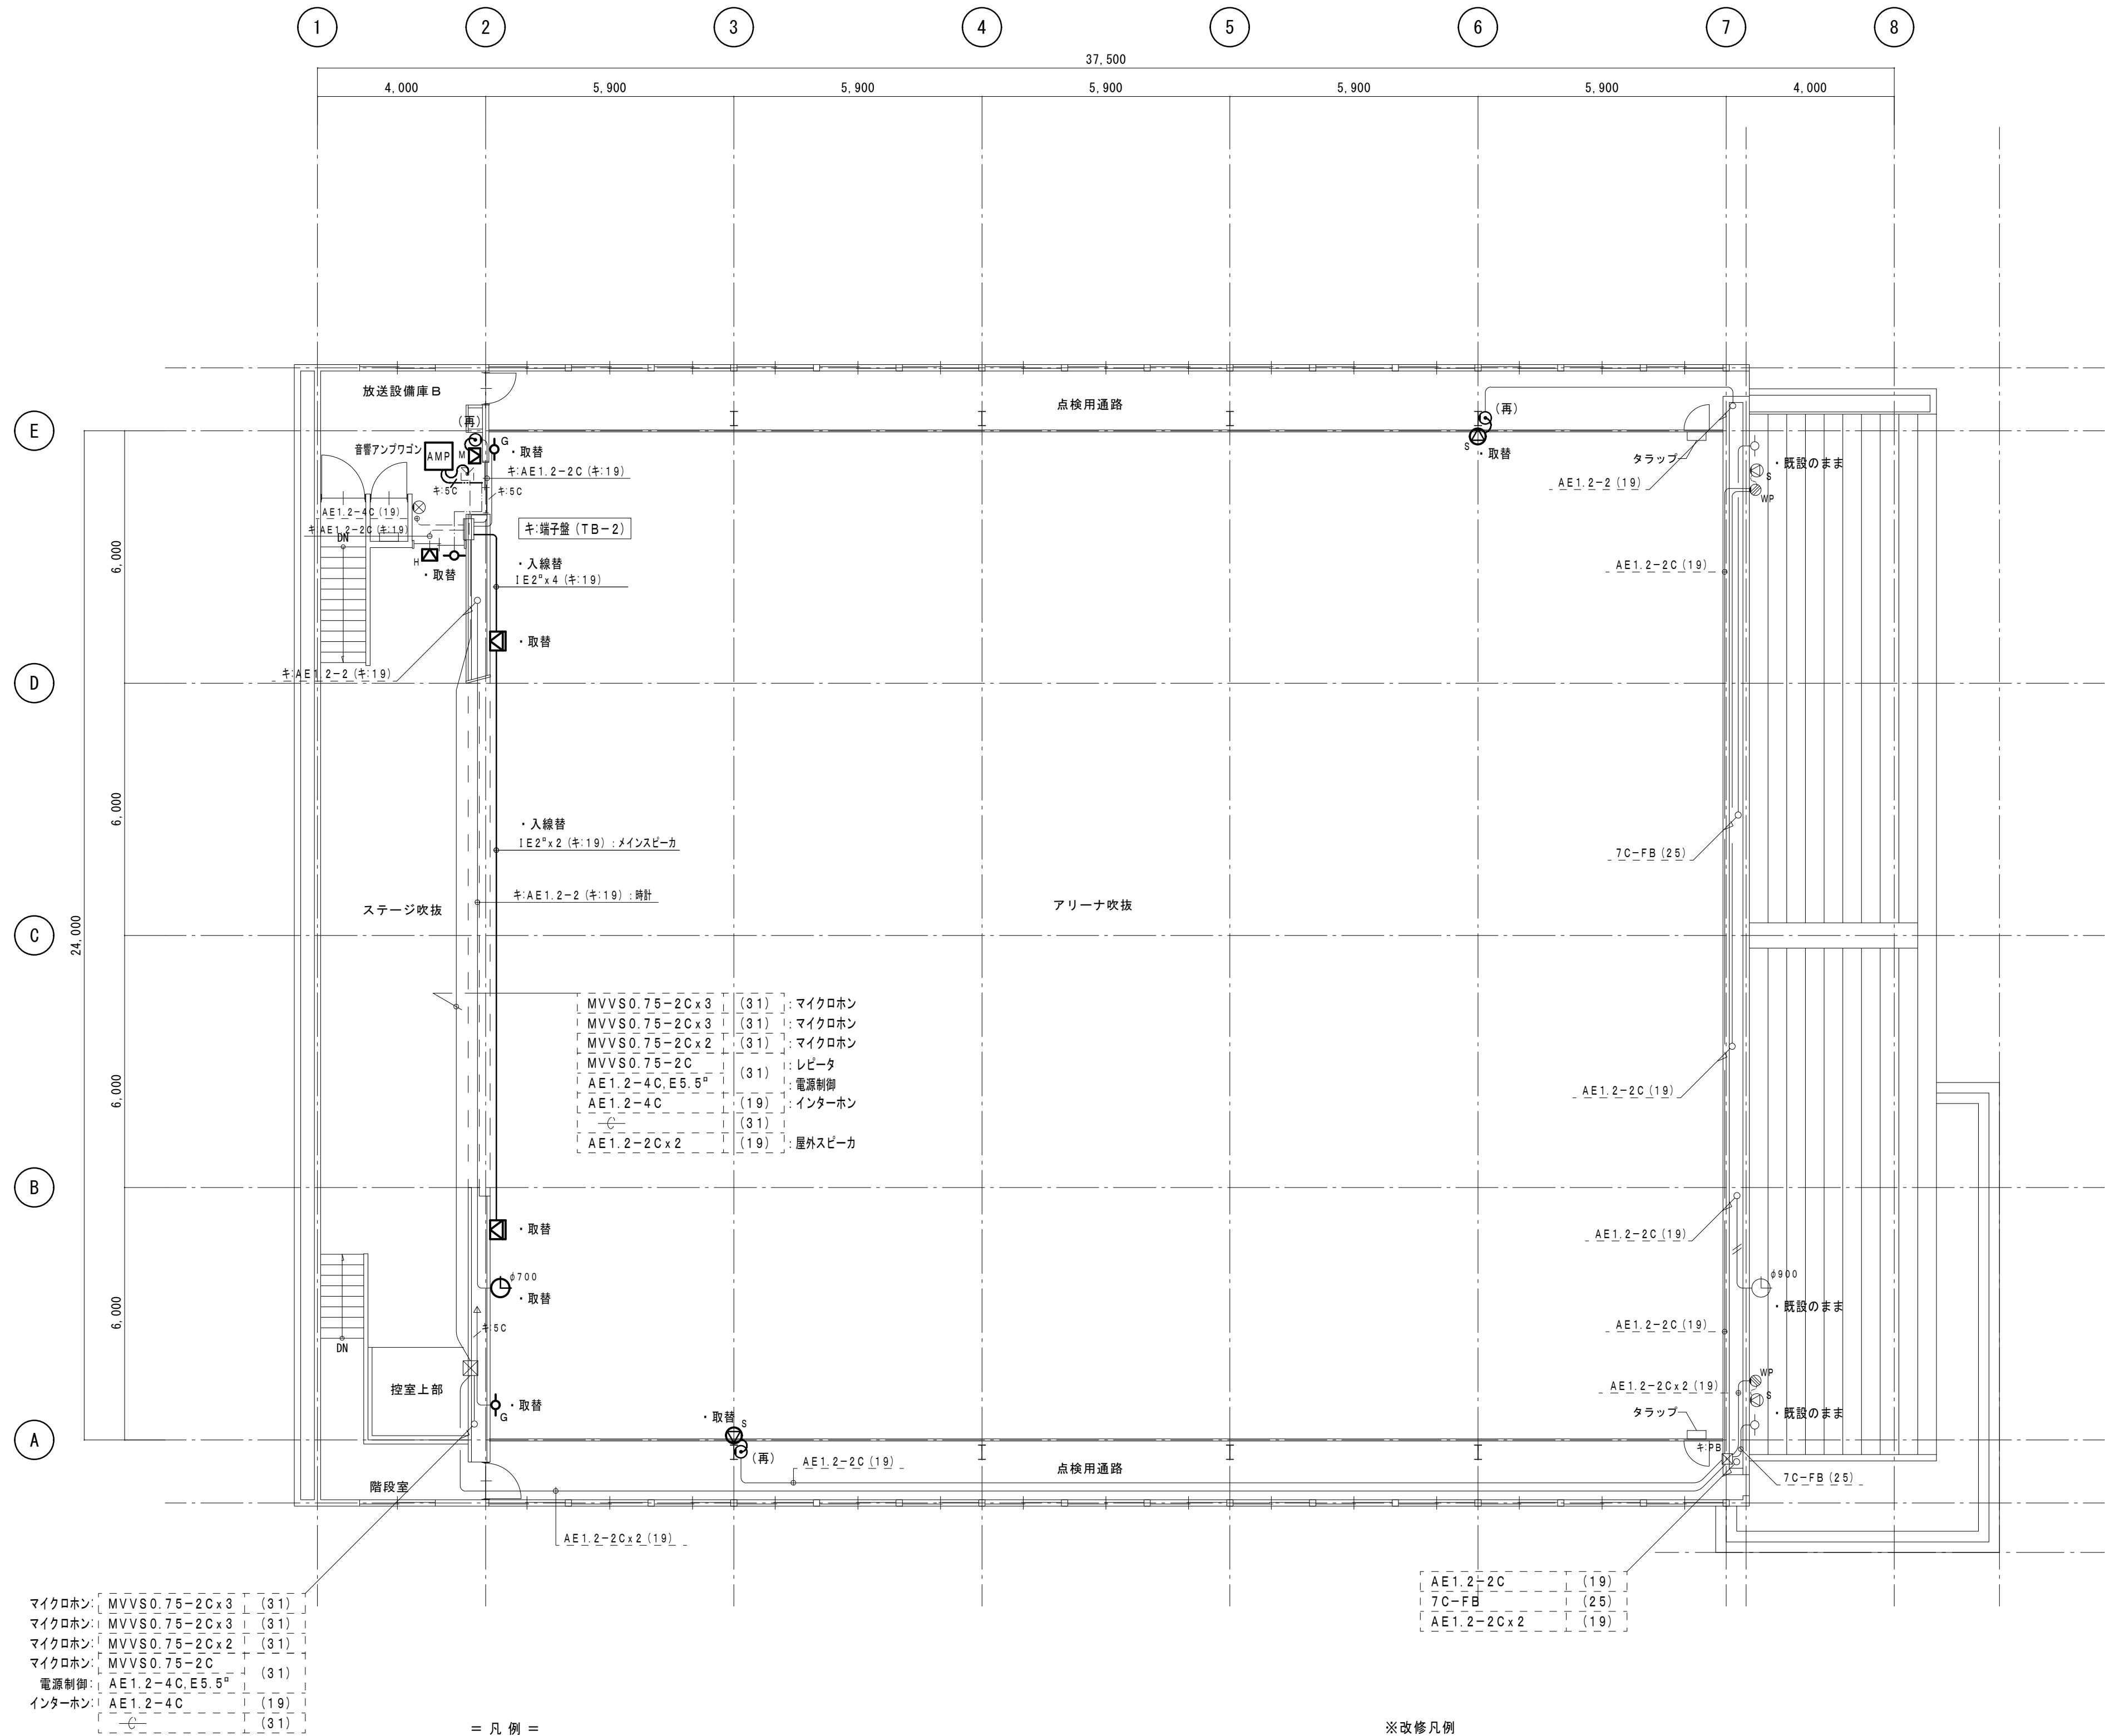 1 2 3 4 5 6 7 8
37,500
4,000 5,900 5,900 5,900 5,900 5,900 4,000
放送設備庫B
点検用通路
(再)
(再)
E
音響アンプワゴン
AMP
M
G
・取替
S
・取替
タラップ
・既設のまま
S
WP
キ:AE1.2-2C(キ:19)
キ:5C
キ:5C
AE1.2-2(19)
AE1.2-4C(19)
キ:AE1.2-2C(キ:19)
DN
キ:端子盤(TB-2)
H
・取替
6,000
・入線替
IE2□x4(キ:19)
AE1.2-2C(19)
・取替
キ:AE1.2-2(キ:19)
D
6,000
・入線替
IE2□x2(キ:19):メインスピーカ
7C-FB(25)
キ:AE1.2-2(キ:19):時計
ステージ吹抜
アリーナ吹抜
24,000
C
MVVS0.75-2Cx3 (31) :マイクロホン
MVVS0.75-2Cx3 (31) :マイクロホン
MVVS0.75-2Cx2 (31) :マイクロホン
MVVS0.75-2C (31) :レピータ
AE1.2-4C,E5.5□ :電源制御
AE1.2-4C (19) :インターホン
C (31)
AE1.2-2Cx2 (19) :屋外スピーカ
6,000
AE1.2-2C(19)
B
・取替
AE1.2-2C(19)
φ700
・取替
φ900
・既設のまま
6,000
キ:5C
AE1.2-2C(19)
DN
控室上部
WP
AE1.2-2Cx2(19)
S
・取替
G
・取替
S
タラップ
・既設のまま
A
キ:PB
(再)
AE1.2-2C(19)
点検用通路
7C-FB(25)
階段室
AE1.2-2Cx2(19)
AE1.2-2C (19)
7C-FB (25)
AE1.2-2Cx2 (19)
マイクロホン: MVVS0.75-2Cx3 (31)
マイクロホン: MVVS0.75-2Cx3 (31)
マイクロホン: MVVS0.75-2Cx2 (31)
マイクロホン: MVVS0.75-2C (31)
電源制御: AE1.2-4C,E5.5□
インターホン: AE1.2-4C (19)
C (31)
= 凡 例 =
※改修凡例